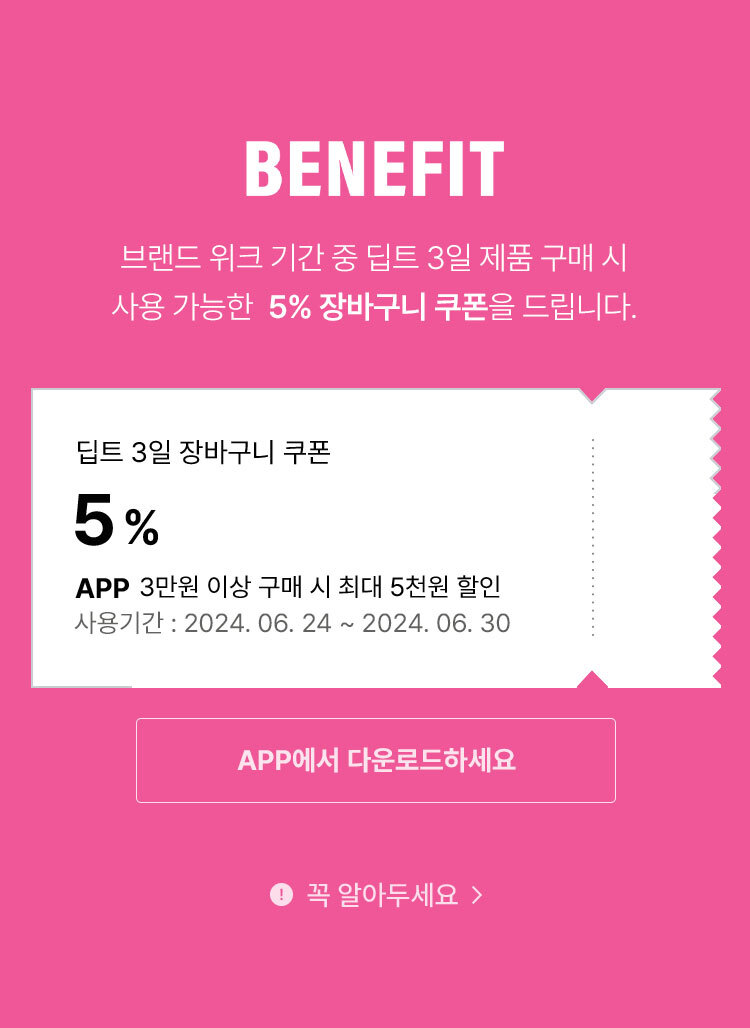 BENEFIT
브랜드 위크 기간 중 딥트 3일 제품 구매 시
사용 가능한 5% 장바구니 쿠폰을 드립니다.
딥트 3일 장바구니 쿠폰
5 %
APP 3만원 이상 구매 시 최대 5천원 할인
사용기간 : 2024. 06. 24 ~ 2024. 06. 30
APP에서 다운로드하세요
! 꼭 알아두세요 >